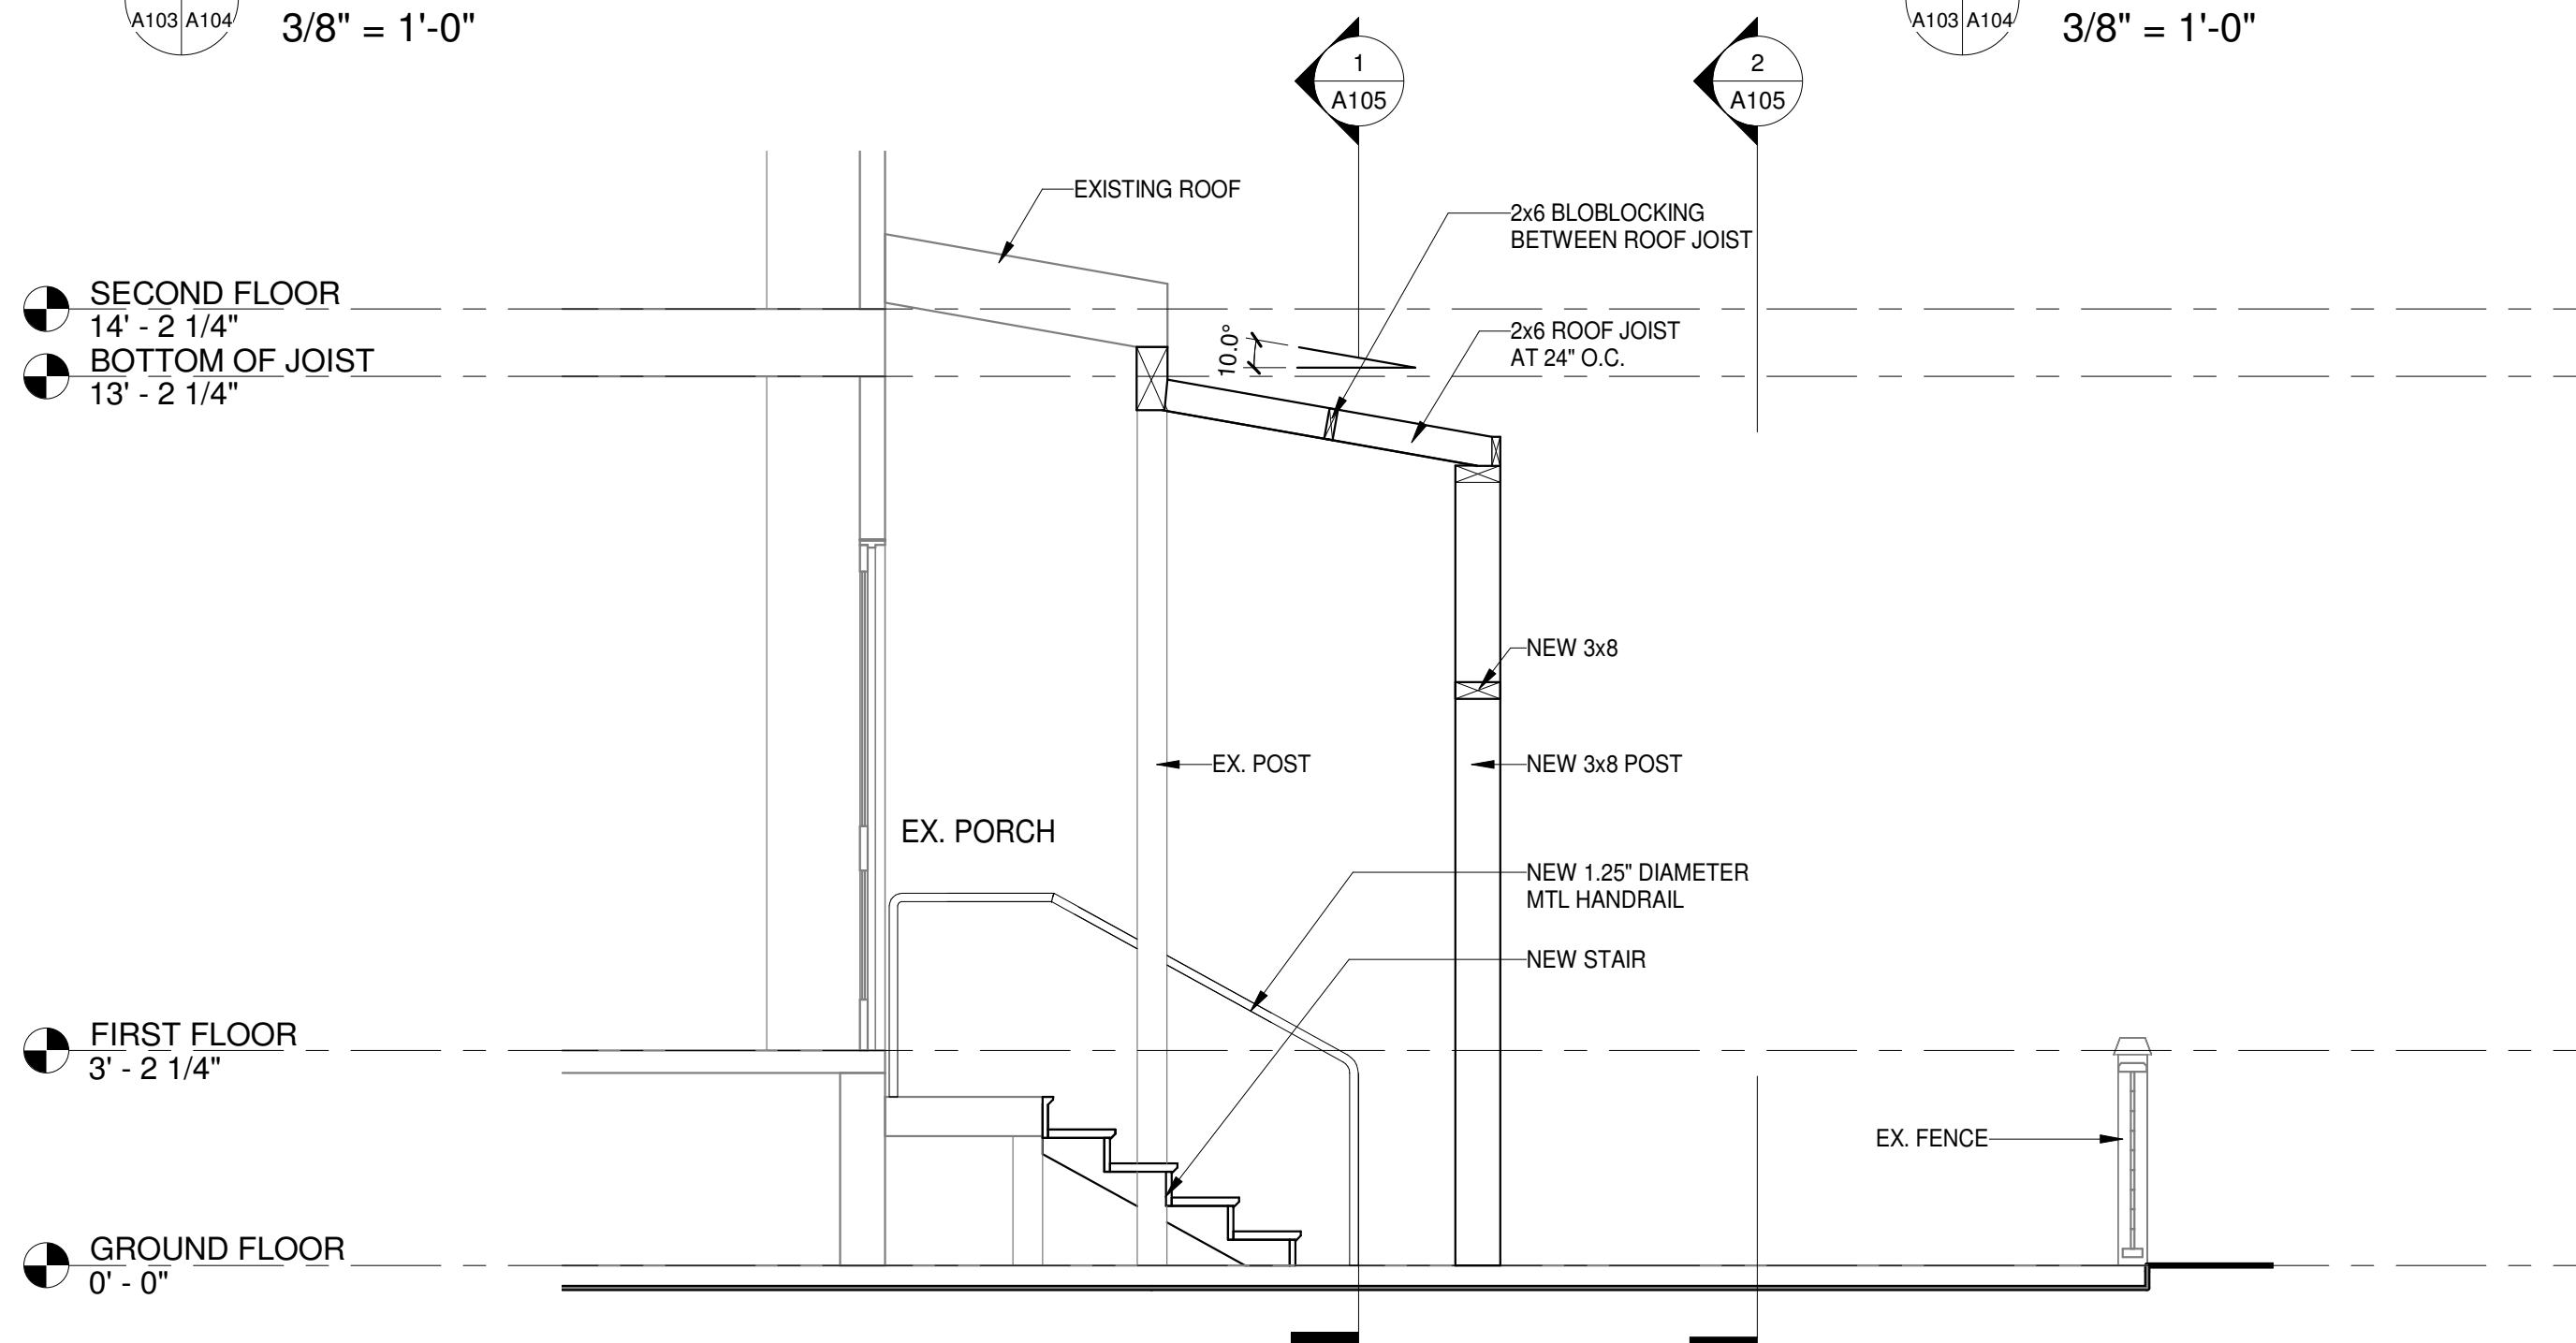 A103 A104
3/8" = 1'-0"
A103 A104
3/8" = 1'-0"
1
A105
2
A105
EXISTING ROOF
2x6 BLOBLOCKING
BETWEEN ROOF JOIST
SECOND FLOOR
14' - 2 1/4"
2x6 ROOF JOIST
AT 24" O.C.
10.0°
BOTTOM OF JOIST
13' - 2 1/4"
NEW 3x8
EX. POST
NEW 3x8 POST
EX. PORCH
NEW 1.25" DIAMETER
MTL HANDRAIL
NEW STAIR
FIRST FLOOR
3' - 2 1/4"
EX. FENCE
GROUND FLOOR
0' - 0"